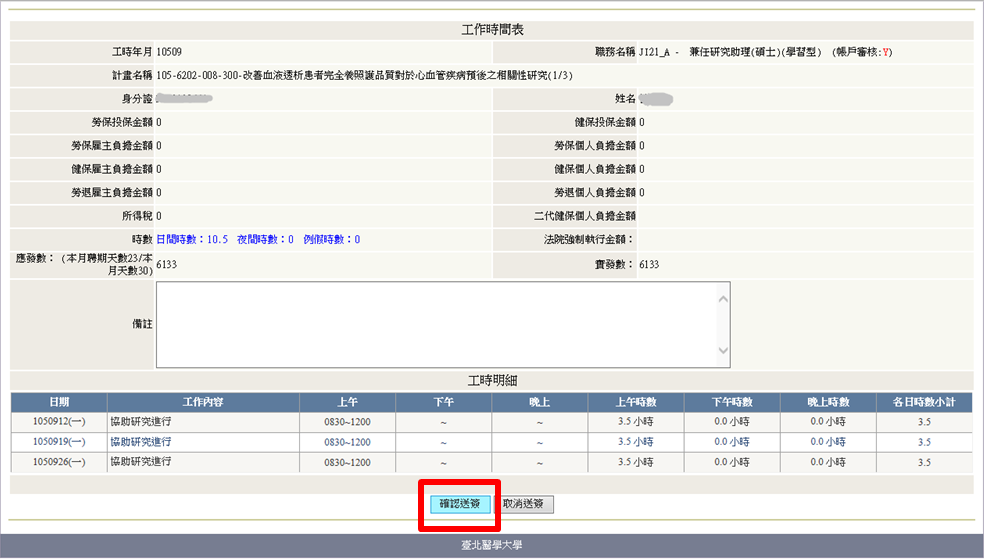 工作時間表
工時年月 10509 職務名稱 J121_A - 兼任研究助理(碩士)(學習型) (帳戶審核:Y)
計畫名稱 105-6202-008-300-改善血液透析患者完全義照護品質對於心血管疾病預後之相關性研究(1/3)
身分證 姓名
勞保投保金額 0 健保投保金額 0
勞保雇主負擔金額 0 勞保個人負擔金額 0
健保雇主負擔金額 0 健保個人負擔金額 0
勞退雇主負擔金額 0 勞退個人負擔金額 0
所得稅 0 二代健保個人負擔金額
時數 日間時數：10.5 夜間時數：0 例假時數：0 法院強制執行金額：
應發數：(本月聘期天數23/本
月天數30) 6133 實發數： 6133
備註
工時明細
日期 工作內容 上午 下午 晚上 上午時數 下午時數 晚上時數 各日時數小計
1050912(一) 協助研究進行 0830~1200 ~ ~ 3.5 小時 0.0 小時 0.0 小時 3.5
1050919(一) 協助研究進行 0830~1200 ~ ~ 3.5 小時 0.0 小時 0.0 小時 3.5
1050926(一) 協助研究進行 0830~1200 ~ ~ 3.5 小時 0.0 小時 0.0 小時 3.5
確認送簽 取消送簽
臺北醫學大學